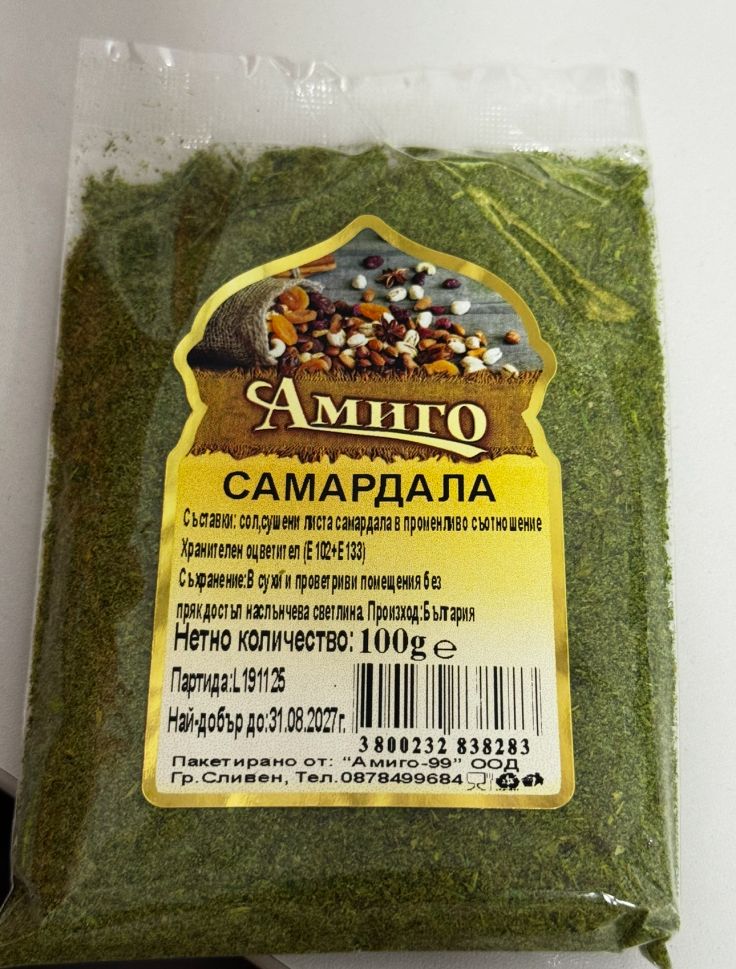 Амиго
САМАРДАЛА
Съставки: сол,сушени листа самардала в променливо съотношение
Хранителен оцветител (Е102+Е133)
Съхранение:В сухи и проветриви помещения без
пряк достъп на слънчева светлина. Произход:България
Нетно количество: 100g e
Партида:L191125
Най-добър до:31.08.2027г.
3800232 838283
Пакетирано от: "Амиго-99" ООД
Гр.Сливен, Тел.0878499684